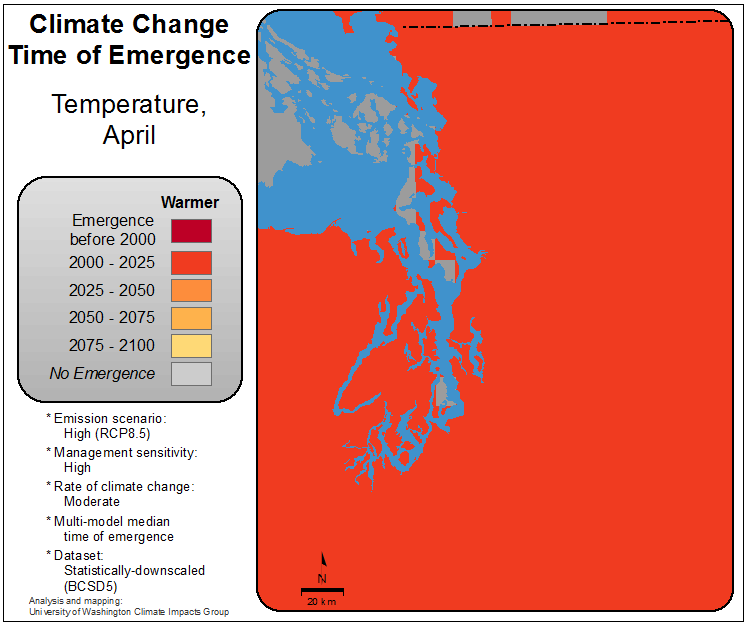 Climate Change
Time of Emergence
Temperature,
April
Warmer
Emergence
before 2000
2000 - 2025
2025 - 2050
2050 - 2075
2075 - 2100
No Emergence
* Emission scenario:
High (RCP8.5)
* Management sensitivity:
High
* Rate of climate change:
Moderate
* Multi-model median
time of emergence
* Dataset:
Statistically-downscaled
(BCSD5)
Analysis and mapping:
University of Washington Climate Impacts Group
N
20 km